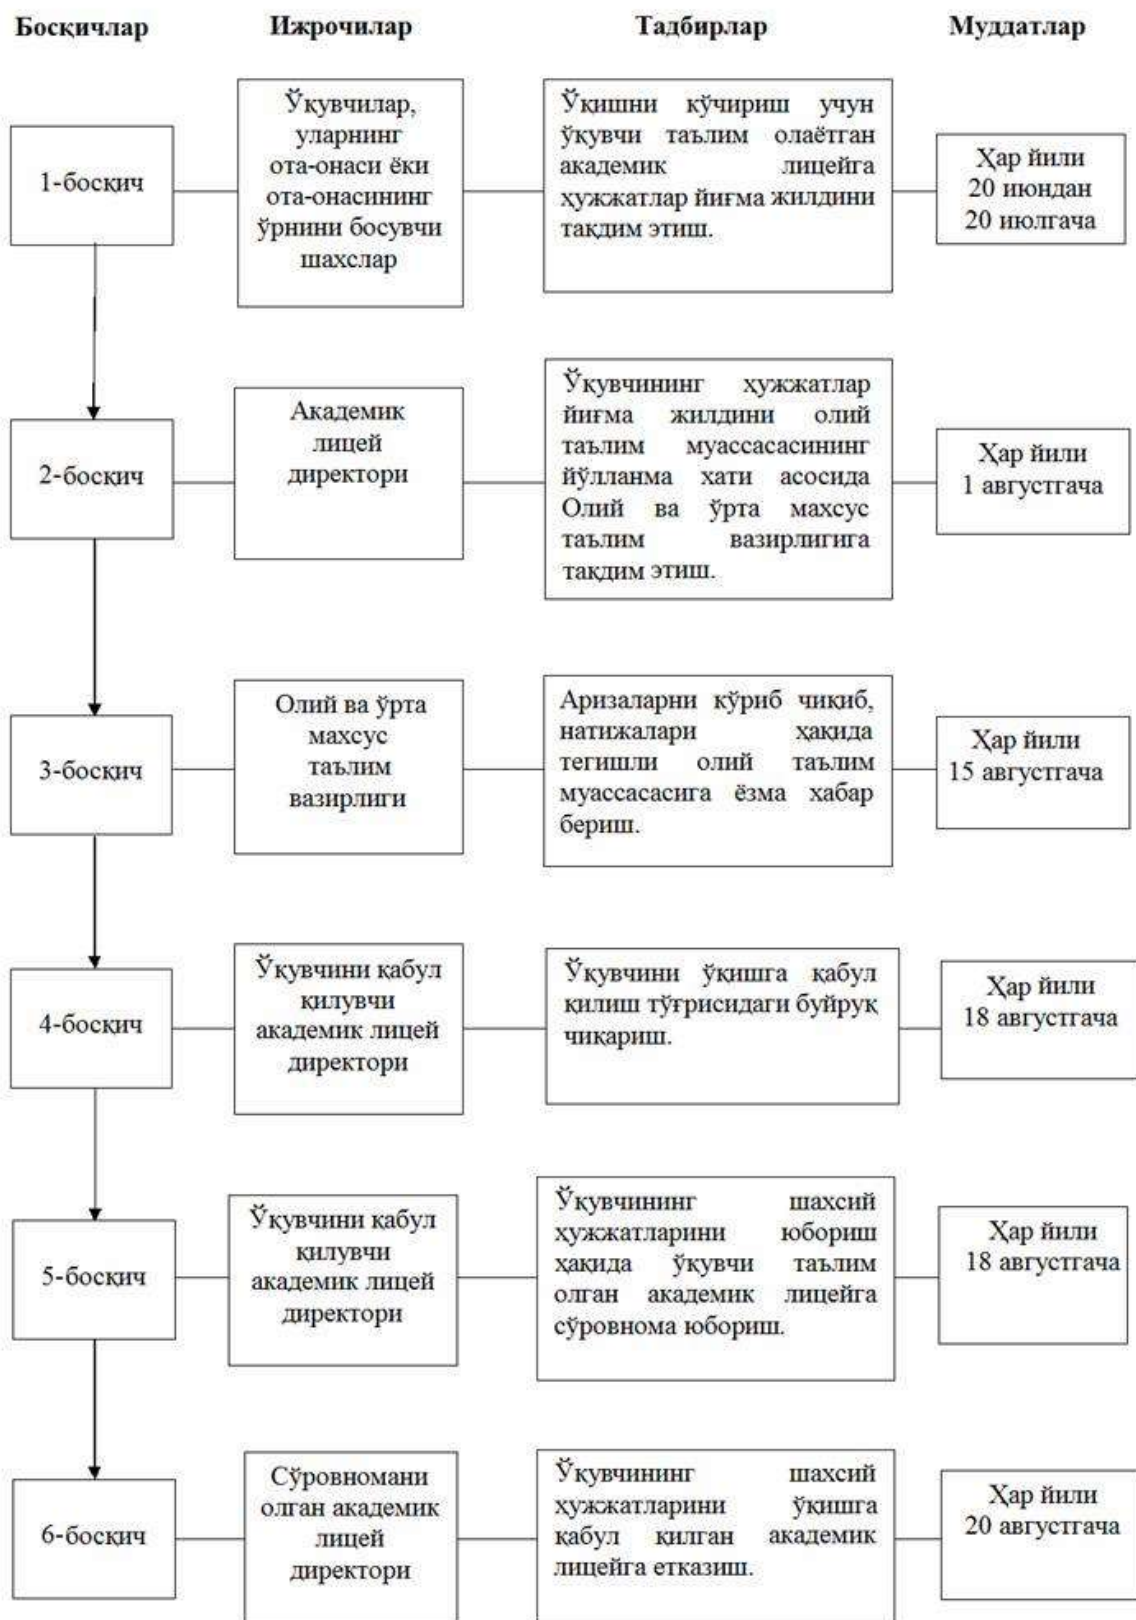 Босқичлар
Ижрочилар
Тадбирлар
Муддатлар
1-босқич
Ўқувчилар,
уларнинг
ота-онаси ёки
ота-онасининг
ўрнини босувчи
шахслар
Ўқишни кўчириш учун
ўқувчи таълим олаётган
академик лицейга
ҳужжатлар йиғма жилдини
тақдим этиш.
Ҳар йили
20 июндан
20 июлгача
2-босқич
Академик
лицей
директори
Ўқувчининг ҳужжатлар
йиғма жилдини олий
таълим муассасасининг
йўлланма хати асосида
Олий ва ўрта махсус
таълим вазирлигига
тақдим этиш.
Ҳар йили
1 августгача
3-босқич
Олий ва ўрта
махсус
таълим
вазирлиги
Аризаларни кўриб чиқиб,
натижалари ҳақида
тегишли олий таълим
муассасасига ёзма хабар
бериш.
Ҳар йили
15 августгача
4-босқич
Ўқувчини қабул
қилувчи
академик лицей
директори
Ўқувчини ўқишга қабул
қилиш тўғрисидаги буйруқ
чиқариш.
Ҳар йили
18 августгача
5-босқич
Ўқувчини қабул
қилувчи
академик лицей
директори
Ўқувчининг шахсий
ҳужжатларини юбориш
ҳақида ўқувчи таълим
олган академик лицейга
сўровнома юбориш.
Ҳар йили
18 августгача
6-босқич
Сўровномани
олган академик
лицей
директори
Ўқувчининг шахсий
ҳужжатларини ўқишга
қабул қилган академик
лицейга етказиш.
Ҳар йили
20 августгача